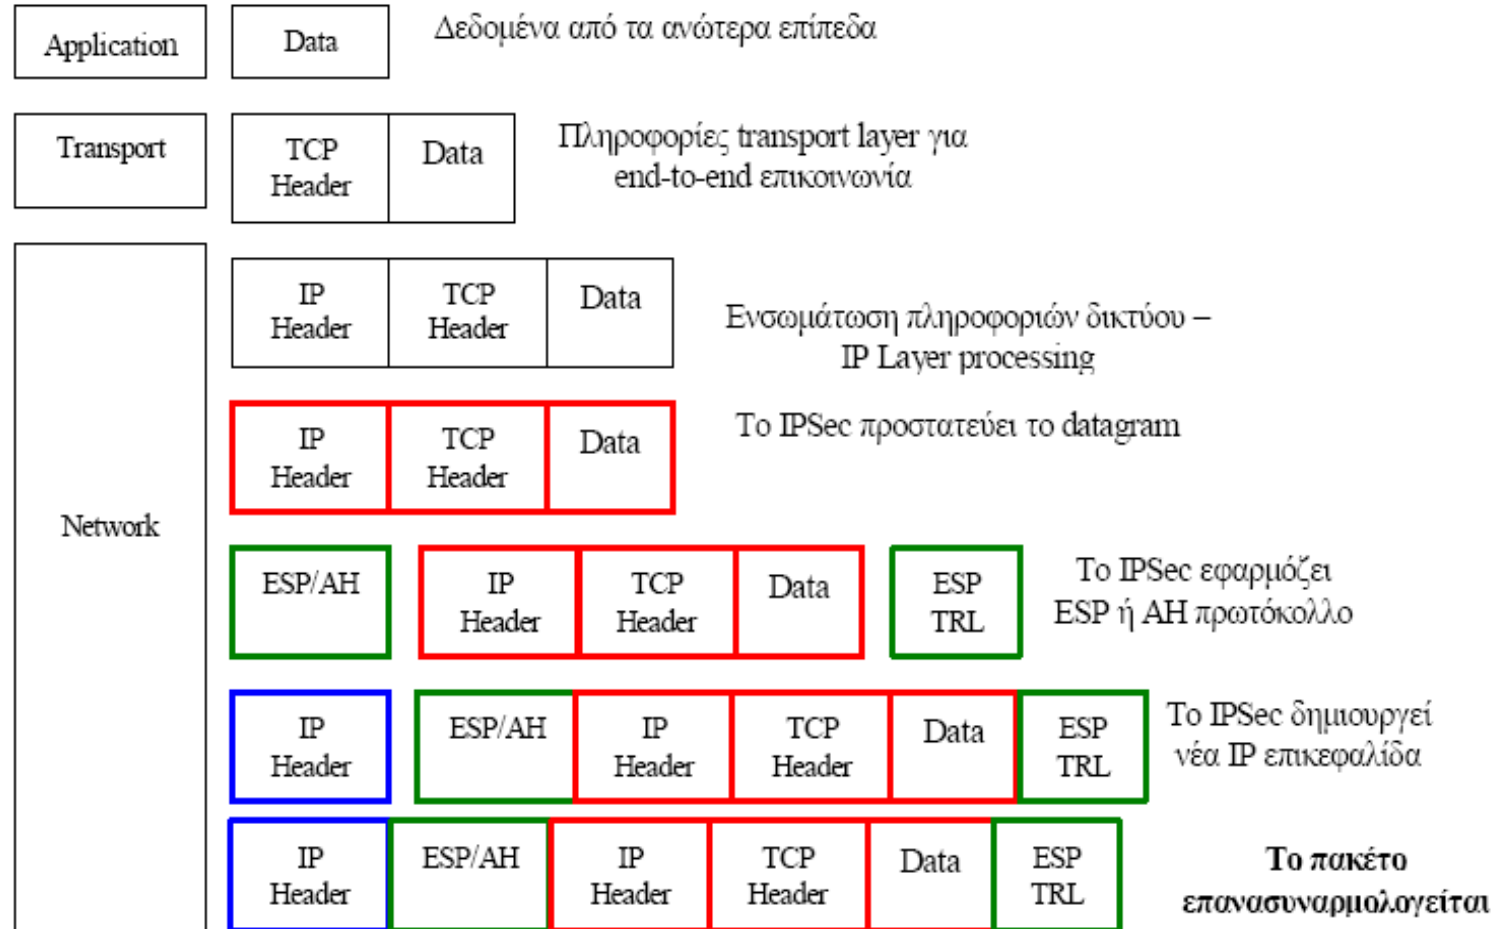 Application
Data
Δεδομένα από τα ανώτερα επίπεδα
Transport
TCP
Header
Data
Πληροφορίες transport layer για
end-to-end επικοινωνία
Network
IP
Header
TCP
Header
Data
Ενσωμάτωση πληροφοριών δικτύου –
IP Layer processing
IP
Header
TCP
Header
Data
Το IPSec προστατεύει το datagram
ESP/AH
IP
Header
TCP
Header
Data
ESP
TRL
Το IPSec εφαρμόζει
ESP ή AH πρωτόκολλο
IP
Header
ESP/AH
IP
Header
TCP
Header
Data
ESP
TRL
Το IPSec δημιουργεί
νέα IP επικεφαλίδα
IP
Header
ESP/AH
IP
Header
TCP
Header
Data
ESP
TRL
Το πακέτο
επανασυναρμολογείται